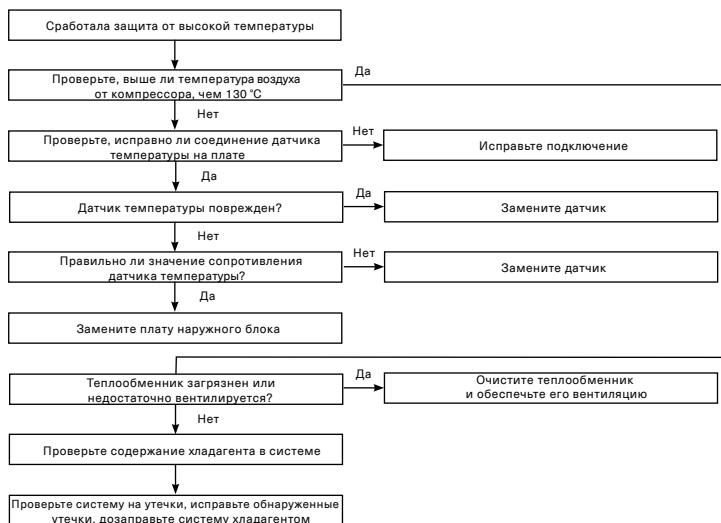 Сработала защита от высокой температуры
Проверьте, выше ли температура воздуха
от компрессора, чем 130 °C
Да
Нет
Проверьте, исправно ли соединение датчика
температуры на плате
Нет
Исправьте подключение
Да
Датчик температуры поврежден?
Да
Замените датчик
Нет
Правильно ли значение сопротивления
датчика температуры?
Нет
Замените датчик
Да
Замените плату наружного блока
Теплообменник загрязнен или
недостаточно вентилируется?
Да
Очистите теплообменник
и обеспечьте его вентиляцию
Нет
Проверьте содержание хладагента в системе
Проверьте систему на утечки, исправьте обнаруженные
утечки, дозаправьте систему хладагентом